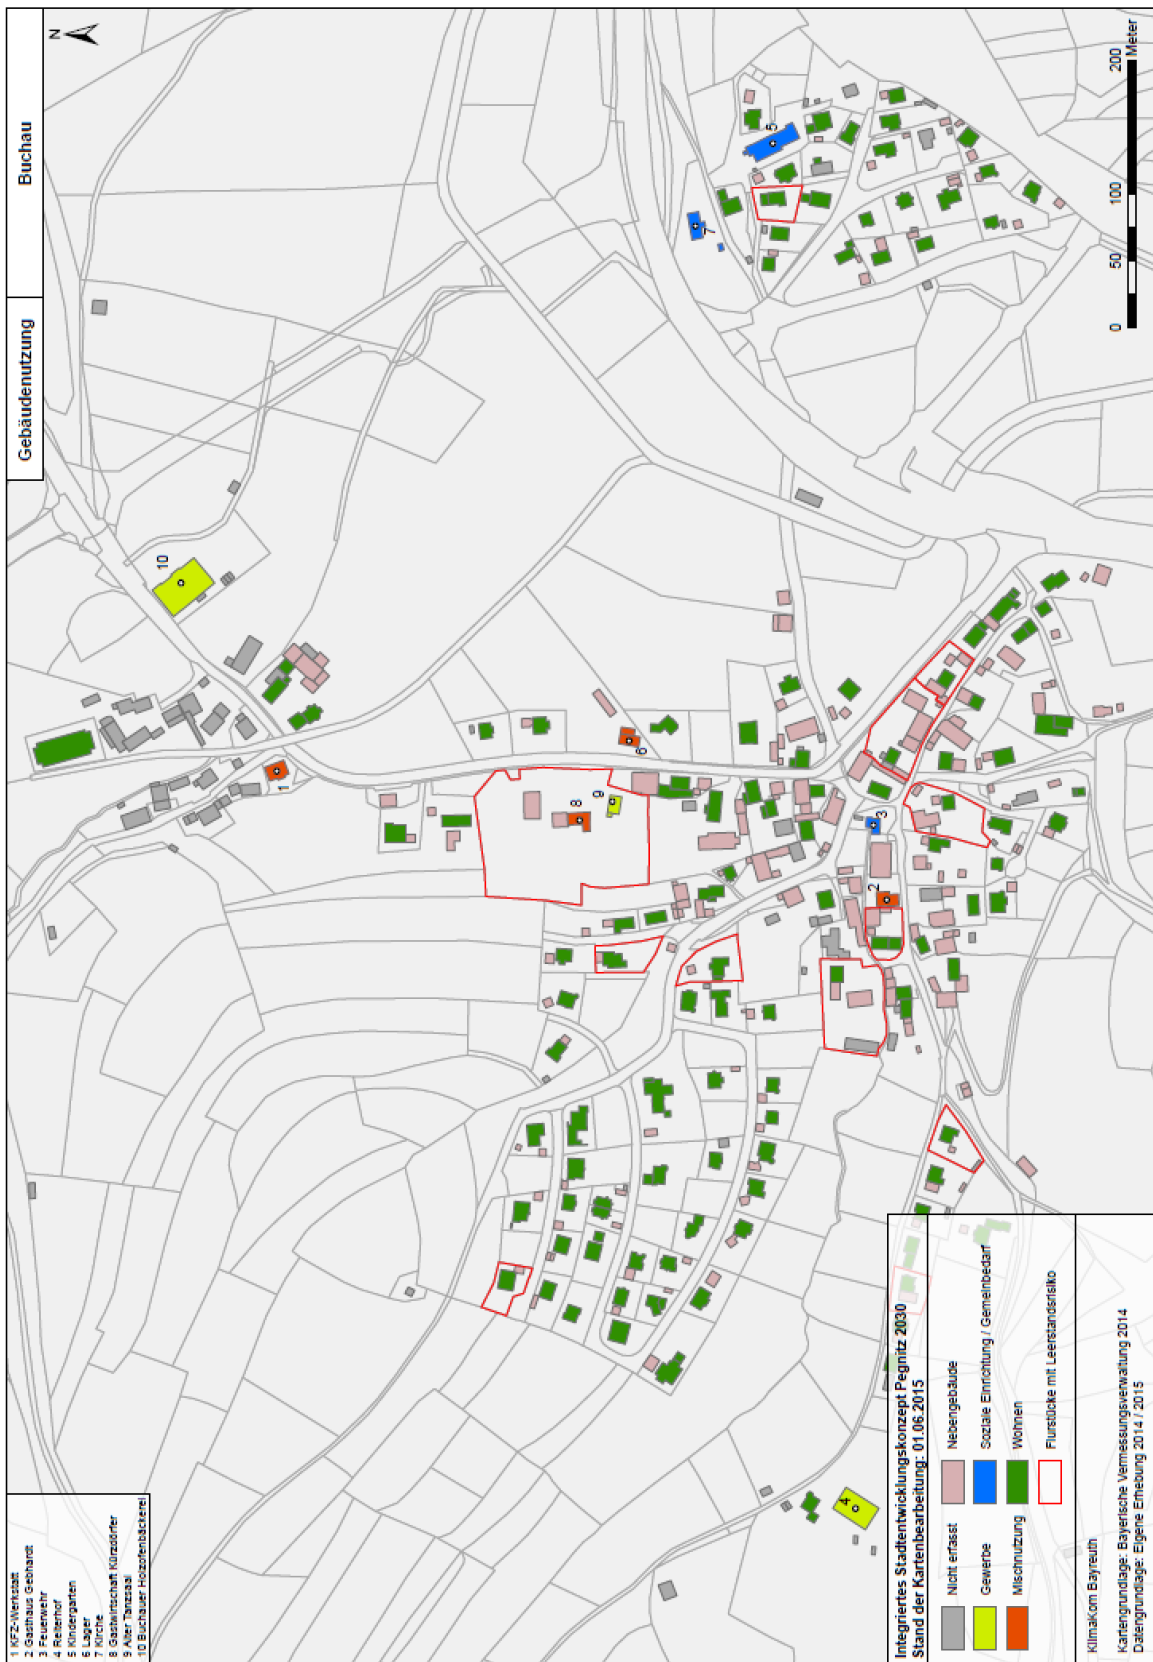 Gebäudenutzung
Buchau
N
1 KFZ-Werkstatt
2 Gasthaus Gebhardt
3 Feuerwehr
4 Reiterhof
5 Kindergarten
6 Lager
7 Kirche
8 Gastwirtschaft Kürzdörfer
9 Alter Tanzsaal
10 Buchauer Holzofenbäckerei
1
2
3
4
5
6
7
8
9
10
Integriertes Stadtentwicklungskonzept Pegnitz 2030
Stand der Kartenbearbeitung: 01.06.2015
Nicht erfasst
Nebengebäude
Gewerbe
Soziale Einrichtung / Gemeinbedarf
Mischnutzung
Wohnen
Flurstücke mit Leerstandsrisiko
KlimaKom Bayreuth
Kartengrundlage: Bayerische Vermessungsverwaltung 2014
Datengrundlage: Eigene Erhebung 2014 / 2015
0 50 100 200
Meter